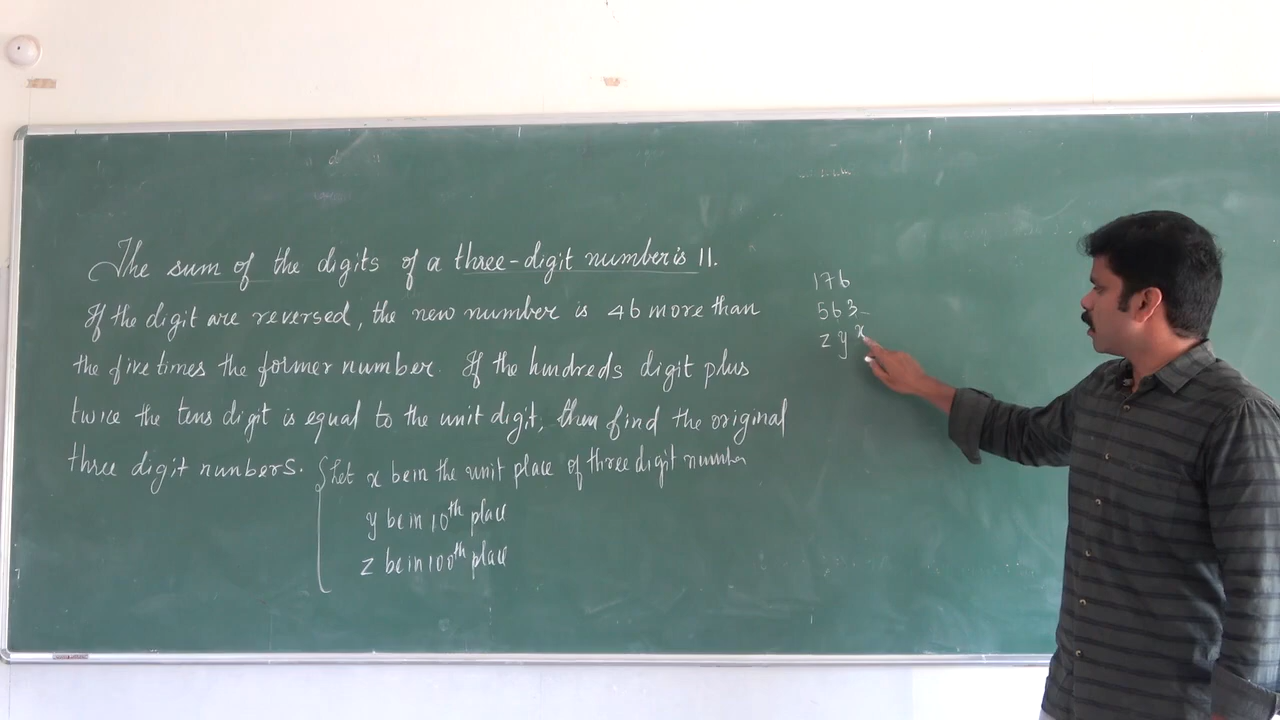 The sum of the digits of a three-digit number is 11.
If the digit are reversed, the new number is 46 more than
the five times the former number. If the hundreds digit plus
twice the tens digit is equal to the unit digit, then find the original
three digit nunbers.
Let x be in the unit place of three digit number
y be in 10th place
z be in 100th place
176
563
z y x